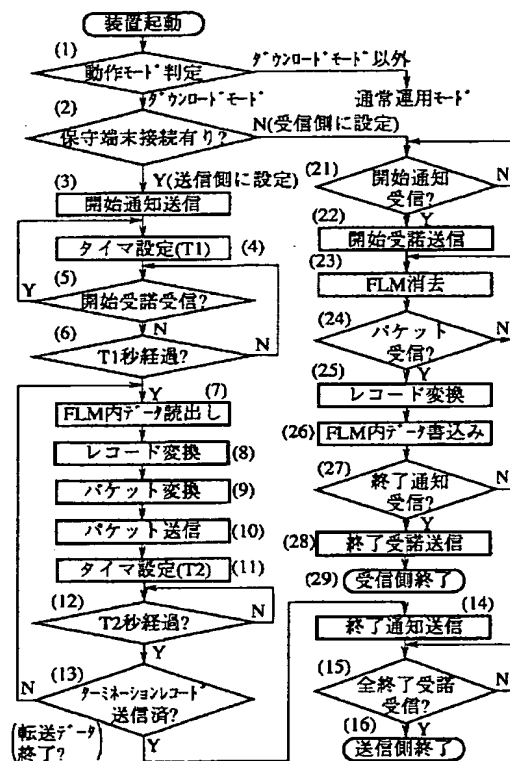 装置起動
(1)
動作ﾓｰﾄﾞ判定
ﾀﾞｳﾝﾛｰﾄﾞﾓｰﾄﾞ以外
通常運用ﾓｰﾄﾞ
ﾀﾞｳﾝﾛｰﾄﾞﾓｰﾄﾞ
(2)
保守端末接続有り?
N(受信側に設定)
Y(送信側に設定)
(3)
開始通知送信
タイマ設定(T1)
(4)
(5)
開始受諾受信?
Y
N
(6)
T1秒経過?
N
Y
(7)
FLM内データ読出し
レコード変換
(8)
パケット変換
(9)
パケット送信
(10)
タイマ設定(T2)
(11)
(12)
T2秒経過?
N
Y
(13)
ﾀｰﾐﾈｰｼｮﾝﾚｺｰﾄﾞ
送信済?
N
Y
(転送データ
終了?)
(21)
開始通知
受信?
N
Y
(22)
開始受諾送信
(23)
FLM消去
(24)
パケット
受信?
N
Y
(25)
レコード変換
(26)
FLM内データ書込み
(27)
終了通知
受信?
N
Y
(28)
終了受諾送信
(29)
受信側終了
(14)
終了通知送信
(15)
全終了受諾
受信?
N
Y
(16)
送信側終了